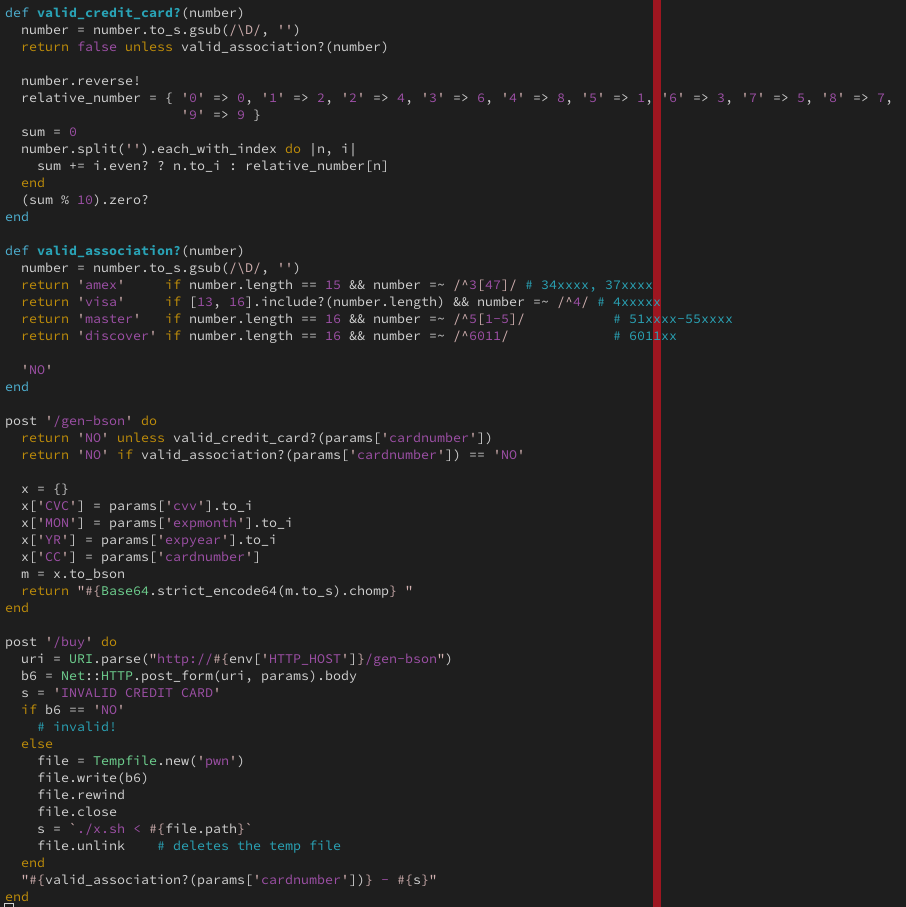 def valid_credit_card?(number)
  number = number.to_s.gsub(/\D/, '')
  return false unless valid_association?(number)

  number.reverse!
  relative_number = { '0' => 0, '1' => 2, '2' => 4, '3' => 6, '4' => 8, '5' => 1, '6' => 3, '7' => 5, '8' => 7,
                      '9' => 9 }
  sum = 0
  number.split('').each_with_index do |n, i|
    sum += i.even? ? n.to_i : relative_number[n]
  end
  (sum % 10).zero?
end

def valid_association?(number)
  number = number.to_s.gsub(/\D/, '')
  return 'amex'     if number.length == 15 && number =~ /^3[47]/ # 34xxxx, 37xxxx
  return 'visa'     if [13, 16].include?(number.length) && number =~ /^4/ # 4xxxxx
  return 'master'   if number.length == 16 && number =~ /^5[1-5]/           # 51xxxx-55xxxx
  return 'discover' if number.length == 16 && number =~ /^6011/             # 6011xx

  'NO'
end

post '/gen-bson' do
  return 'NO' unless valid_credit_card?(params['cardnumber'])
  return 'NO' if valid_association?(params['cardnumber']) == 'NO'

  x = {}
  x['CVC'] = params['cvv'].to_i
  x['MON'] = params['expmonth'].to_i
  x['YR'] = params['expyear'].to_i
  x['CC'] = params['cardnumber']
  m = x.to_bson
  return "#{Base64.strict_encode64(m.to_s).chomp} "
end

post '/buy' do
  uri = URI.parse("http://#{env['HTTP_HOST']}/gen-bson")
  b6 = Net::HTTP.post_form(uri, params).body
  s = 'INVALID CREDIT CARD'
  if b6 == 'NO'
    # invalid!
  else
    file = Tempfile.new('pwn')
    file.write(b6)
    file.rewind
    file.close
    s = `./x.sh < #{file.path}`
    file.unlink    # deletes the temp file
  end
  "#{valid_association?(params['cardnumber'])} - #{s}"
end